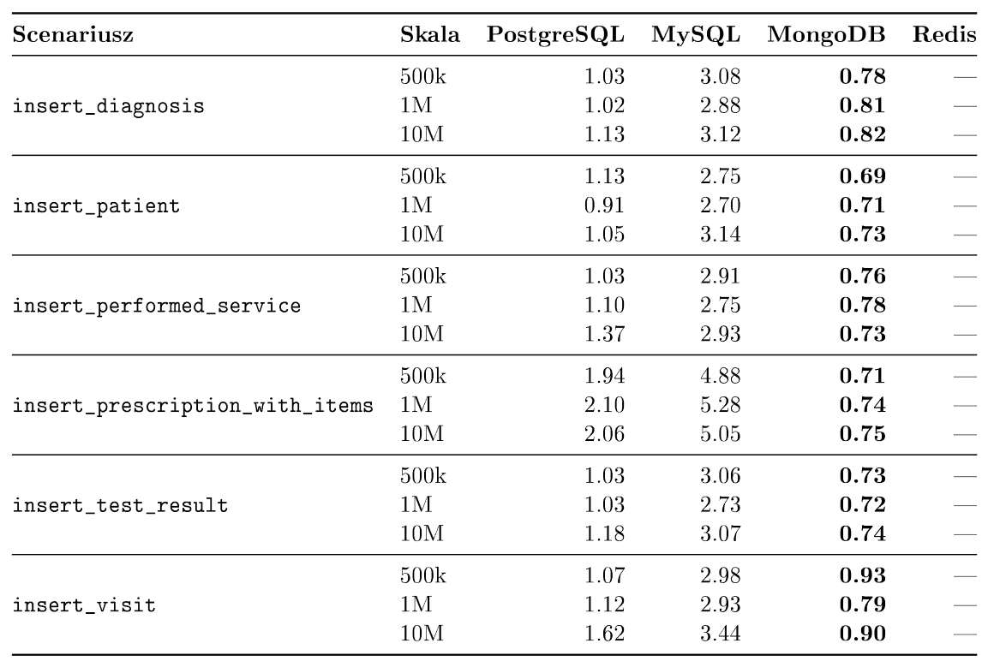 Scenariusz Skala PostgreSQL MySQL MongoDB Redis
500k 1.03 3.08 0.78 —
insert_diagnosis 1M 1.02 2.88 0.81 —
10M 1.13 3.12 0.82 —
500k 1.13 2.75 0.69 —
insert_patient 1M 0.91 2.70 0.71 —
10M 1.05 3.14 0.73 —
500k 1.03 2.91 0.76 —
insert_performed_service 1M 1.10 2.75 0.78 —
10M 1.37 2.93 0.73 —
500k 1.94 4.88 0.71 —
insert_prescription_with_items 1M 2.10 5.28 0.74 —
10M 2.06 5.05 0.75 —
500k 1.03 3.06 0.73 —
insert_test_result 1M 1.03 2.73 0.72 —
10M 1.18 3.07 0.74 —
500k 1.07 2.98 0.93 —
insert_visit 1M 1.12 2.93 0.79 —
10M 1.62 3.44 0.90 —